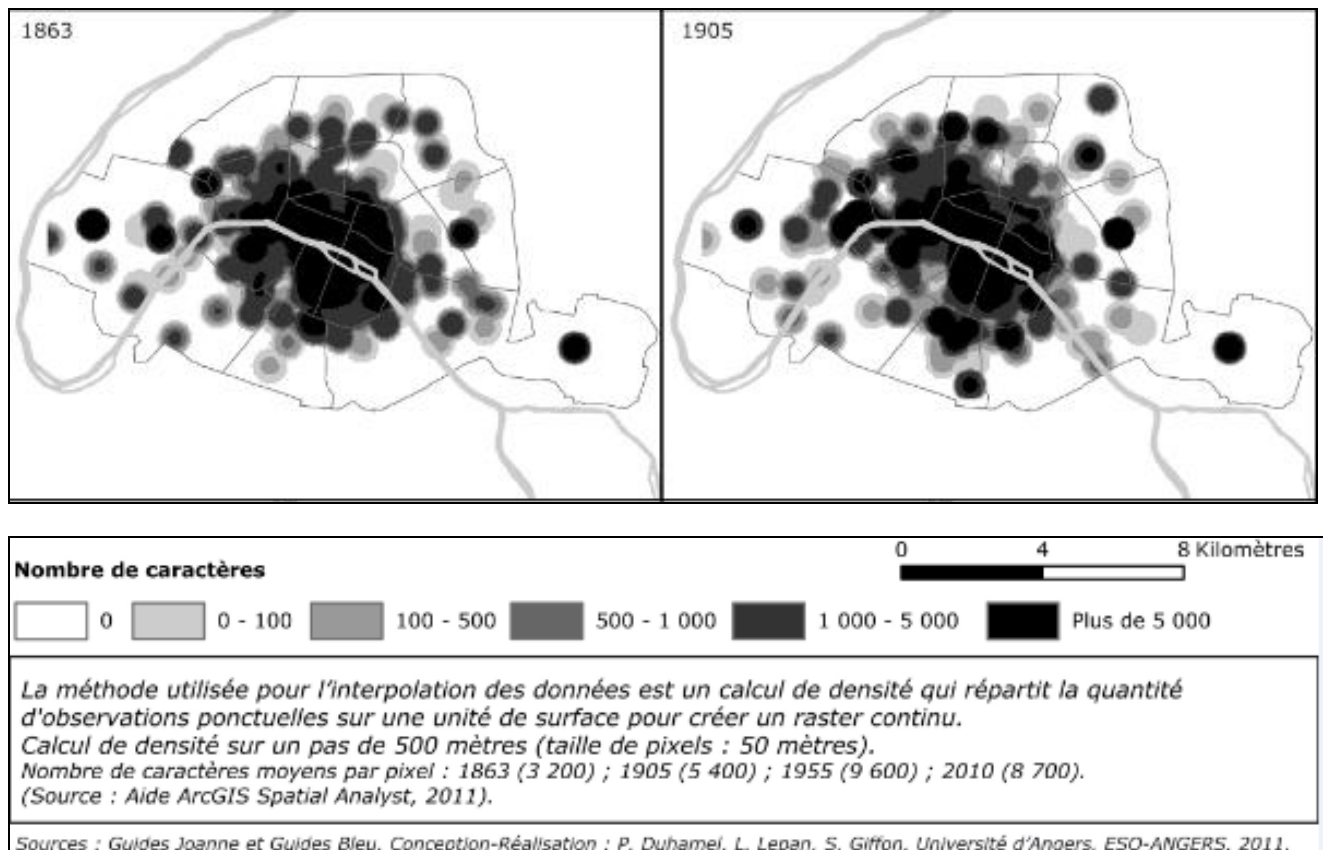 1863
1905
0 4 8 Kilomètres
Nombre de caractères
0 0 - 100 100 - 500 500 - 1 000 1 000 - 5 000 Plus de 5 000
La méthode utilisée pour l'interpolation des données est un calcul de densité qui répartit la quantité
d'observations ponctuelles sur une unité de surface pour créer un raster continu.
Calcul de densité sur un pas de 500 mètres (taille de pixels : 50 mètres).
Nombre de caractères moyens par pixel : 1863 (3 200) ; 1905 (5 400) ; 1955 (9 600) ; 2010 (8 700).
(Source : Aide ArcGIS Spatial Analyst, 2011).
Sources : Guides Joanne et Guides Bleu. Conception-Réalisation : P. Duhamel, L. Lepan, S. Giffon, Université d'Angers, ESO-ANGERS, 2011.